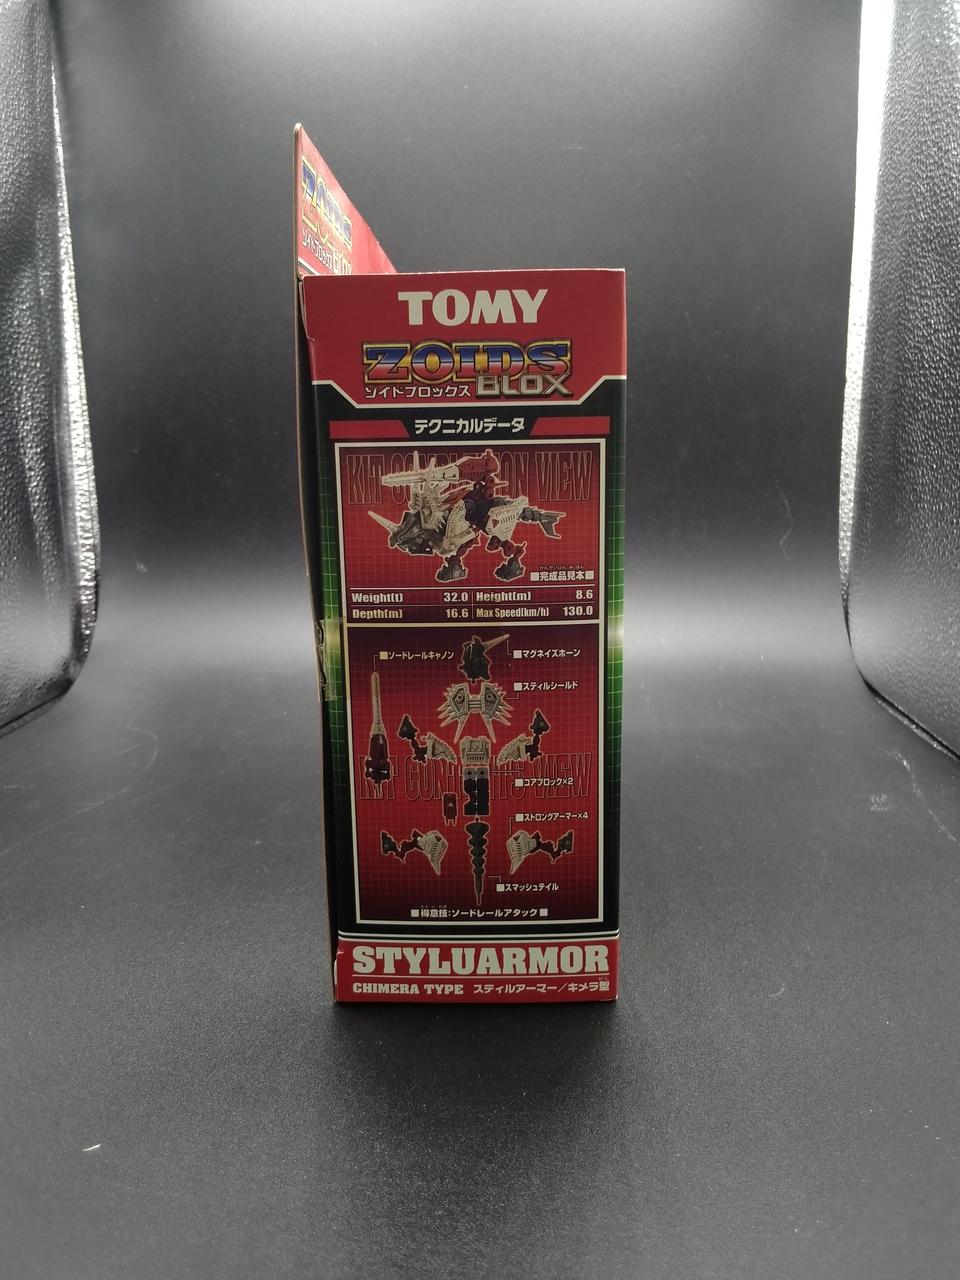 TOMY
ZOIDS
BLOX
ゾイドブロックス
テクニカルデータ
KIT COMPLETION VIEW
■完成品見本■
Weight(t) 32.0 Height(m) 8.6
Depth(m) 16.6 Max Speed(km/h) 130.0
■ソードレールキャノン
■マグネイズホーン
■スティルシールド
KIT CONTENTS VIEW
■コアブロック×2
■ストロングアーマー×4
■スマッシュテイル
■得意技:ソードレールアタック■
STYLUARMOR
CHIMERA TYPE スティルアーマー/キメラ型